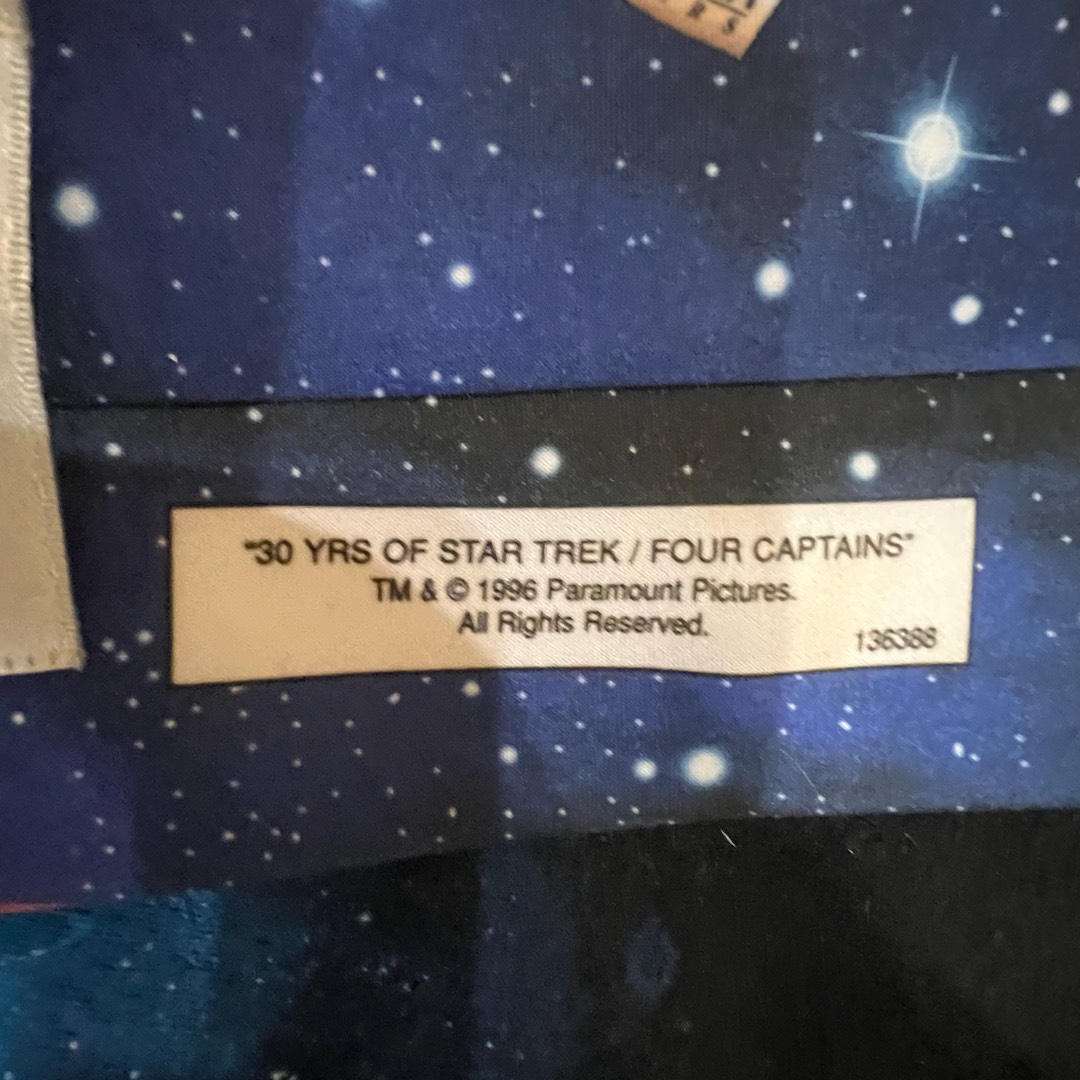 "30 YRS OF STAR TREK / FOUR CAPTAINS"
TM & © 1996 Paramount Pictures.
All Rights Reserved.
136388